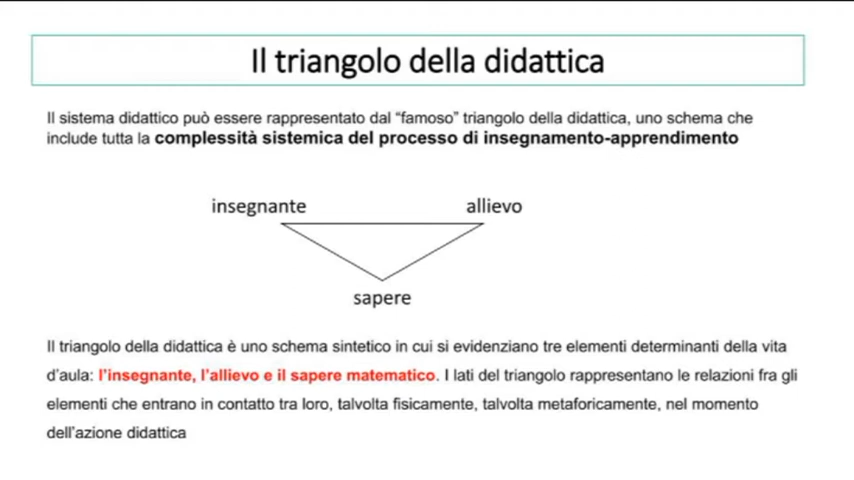 Il triangolo della didattica
Il sistema didattico può essere rappresentato dal “famoso” triangolo della didattica, uno schema che
include tutta la complessità sistemica del processo di insegnamento-apprendimento
insegnante
allievo
sapere
Il triangolo della didattica è uno schema sintetico in cui si evidenziano tre elementi determinanti della vita
d’aula: l’insegnante, l’allievo e il sapere matematico. I lati del triangolo rappresentano le relazioni fra gli
elementi che entrano in contatto tra loro, talvolta fisicamente, talvolta metaforicamente, nel momento
dell’azione didattica